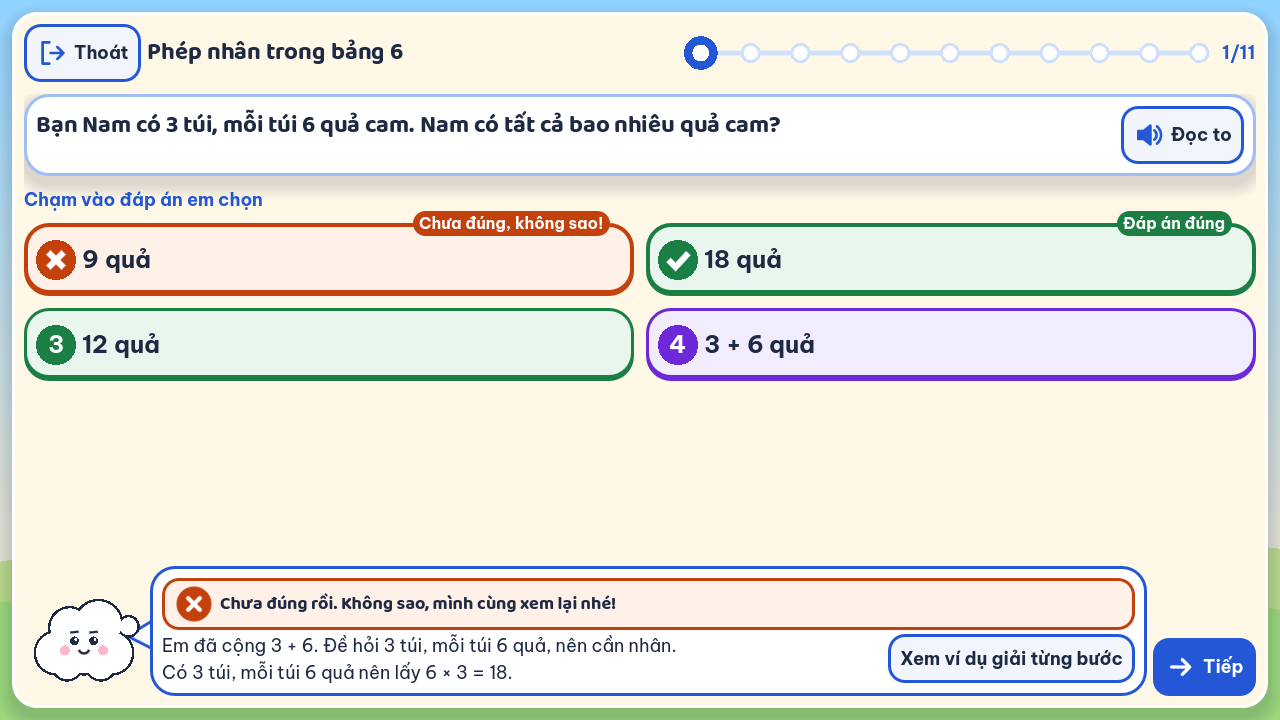 Thoát
Phép nhân trong bảng 6
1/11
Bạn Nam có 3 túi, mỗi túi 6 quả cam. Nam có tất cả bao nhiêu quả cam?
Đọc to
Chạm vào đáp án em chọn
Chưa đúng, không sao!
9 quả
Đáp án đúng
18 quả
3 12 quả
4 3 + 6 quả
Chưa đúng rồi. Không sao, mình cùng xem lại nhé!
Em đã cộng 3 + 6. Đề hỏi 3 túi, mỗi túi 6 quả, nên cần nhân.
Có 3 túi, mỗi túi 6 quả nên lấy 6 × 3 = 18.
Xem ví dụ giải từng bước
Tiếp